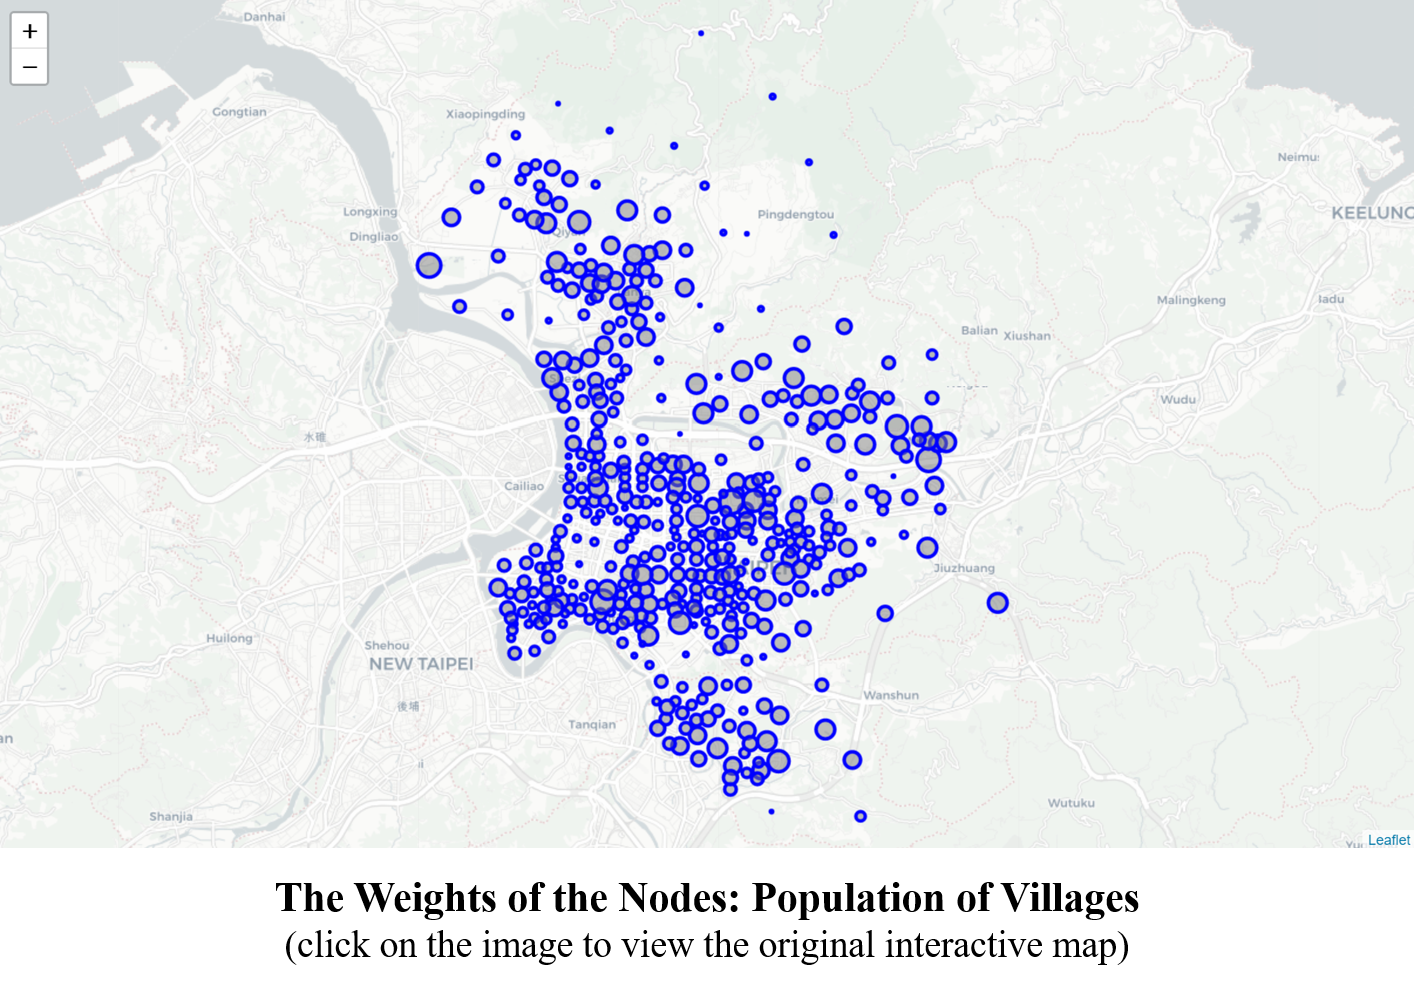 Danhai
+
−
Gongtian
Xiaopingding
Neimu
Longxing
Pingdengtou
KEELUNG
Dingliao
Malingkeng
Iadu
Balian
Xiushan
Wudu
水碓
Cailiao
Jiuzhuang
Huilong
Shehou
NEW TAIPEI
Wanshun
後埔
Tanqian
an
Shanjia
Wutuku
Leaflet
The Weights of the Nodes: Population of Villages
(click on the image to view the original interactive map)